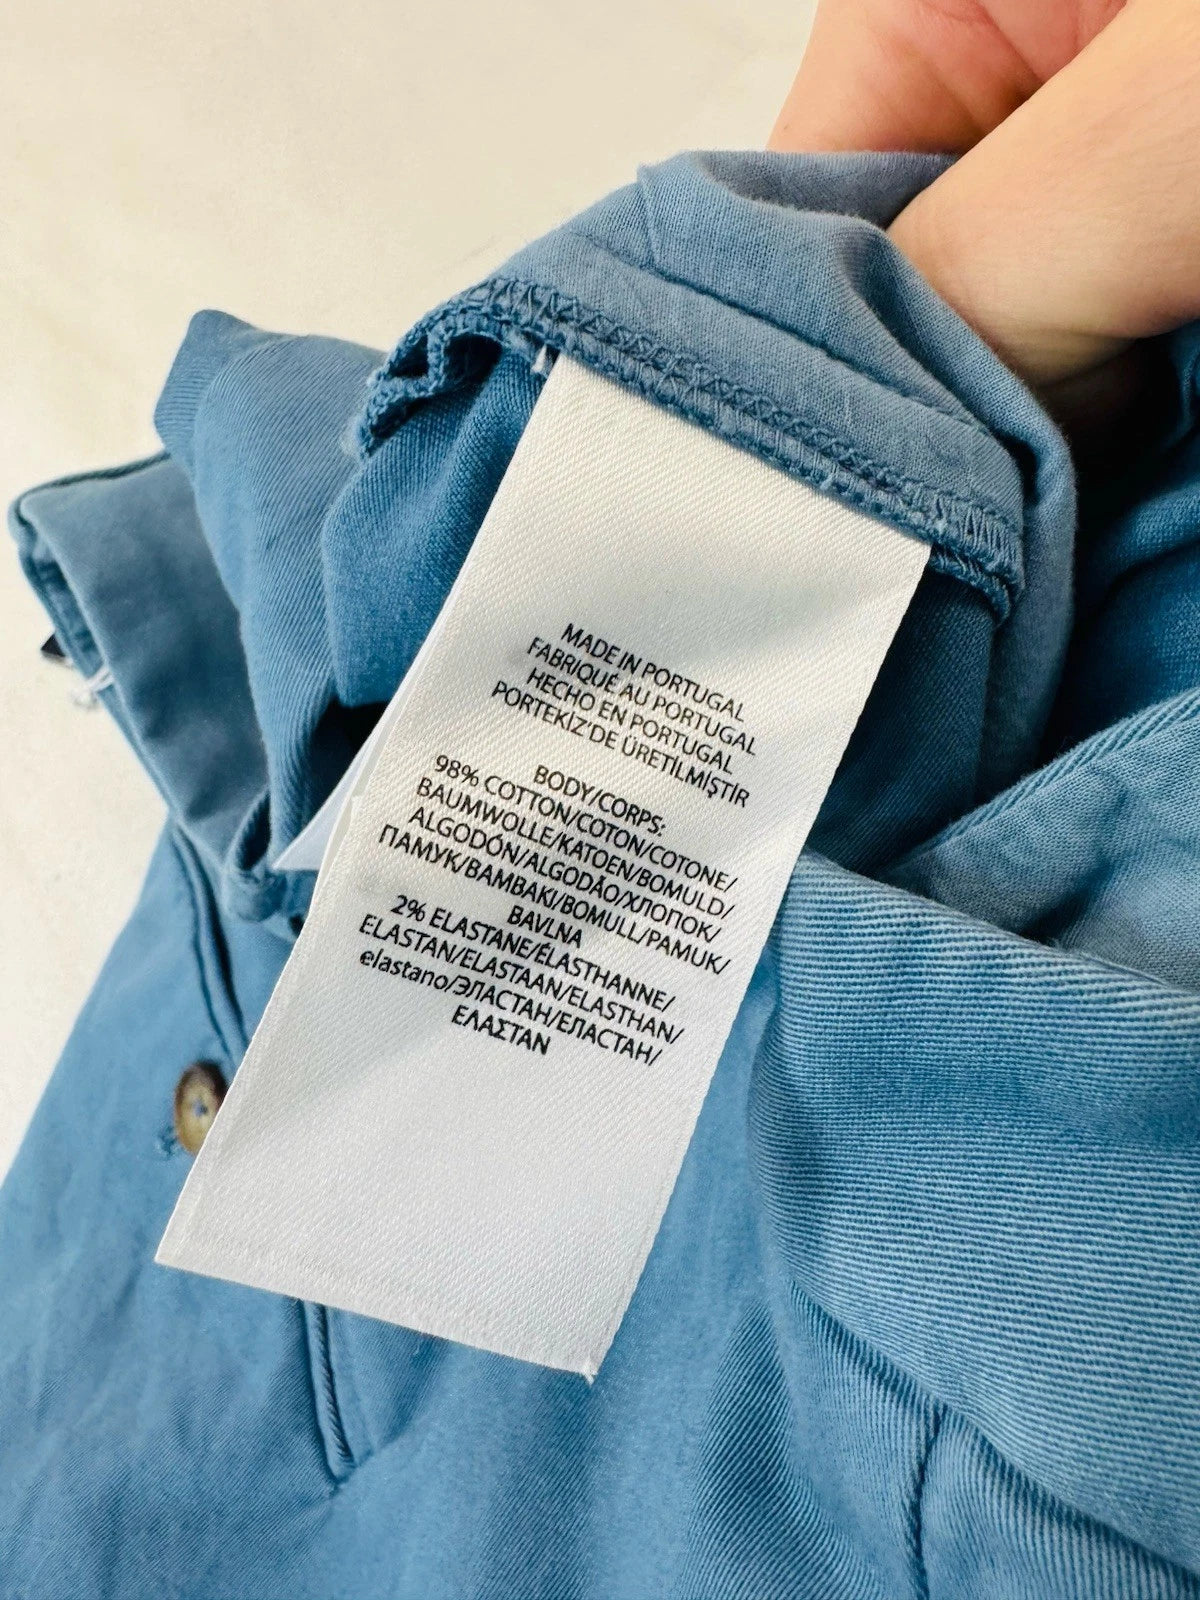 MADE IN PORTUGAL
FABRIQUÉ AU PORTUGAL
HECHO EN PORTUGAL
PORTEKİZ'DE ÜRETİLMİŞTİR
BODY/CORPS:
98% COTTON/COTON/COTONE/
BAUMWOLLE/KATOEN/BOMULD/
ALGODÓN/ALGODÃO/ХЛОПОК/
ПАМУК/BAMBAKI/BOMULL/PAMUK/
BAVLNA
2% ELASTANE/ÉLASTHANNE/
ELASTAN/ELASTAAN/ELASTHAN/
elastano/ЭЛАСТАН/ЕЛАСТАН/
ΕΛΑΣΤΑΝ